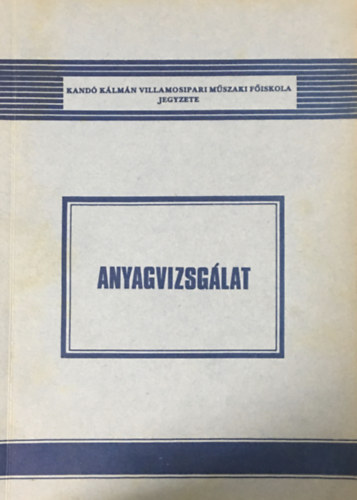 KANDÓ KÁLMÁN VILLAMOSIPARI MŰSZAKI FŐISKOLA
JEGYZETE
ANYAGVIZSGÁLAT